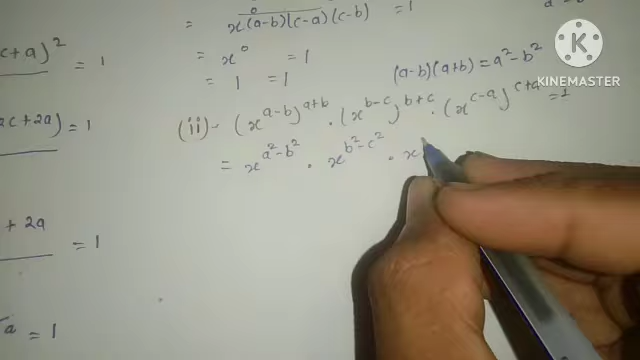 c+a)² = 1
2c+2a) = 1
+ 2a = 1
a = 1
= x(a-b)(c-a)(c-b) = 1
= x⁰ = 1
= 1 = 1
(a-b)(a+b) = a²-b²
KINEMASTER
(ii)- (x^{a-b})^{a+b} · (x^{b-c})^{b+c} · (x^{c-a})^{c+a} = 1
= x^{a²-b²} · x^{b²-c²} · x